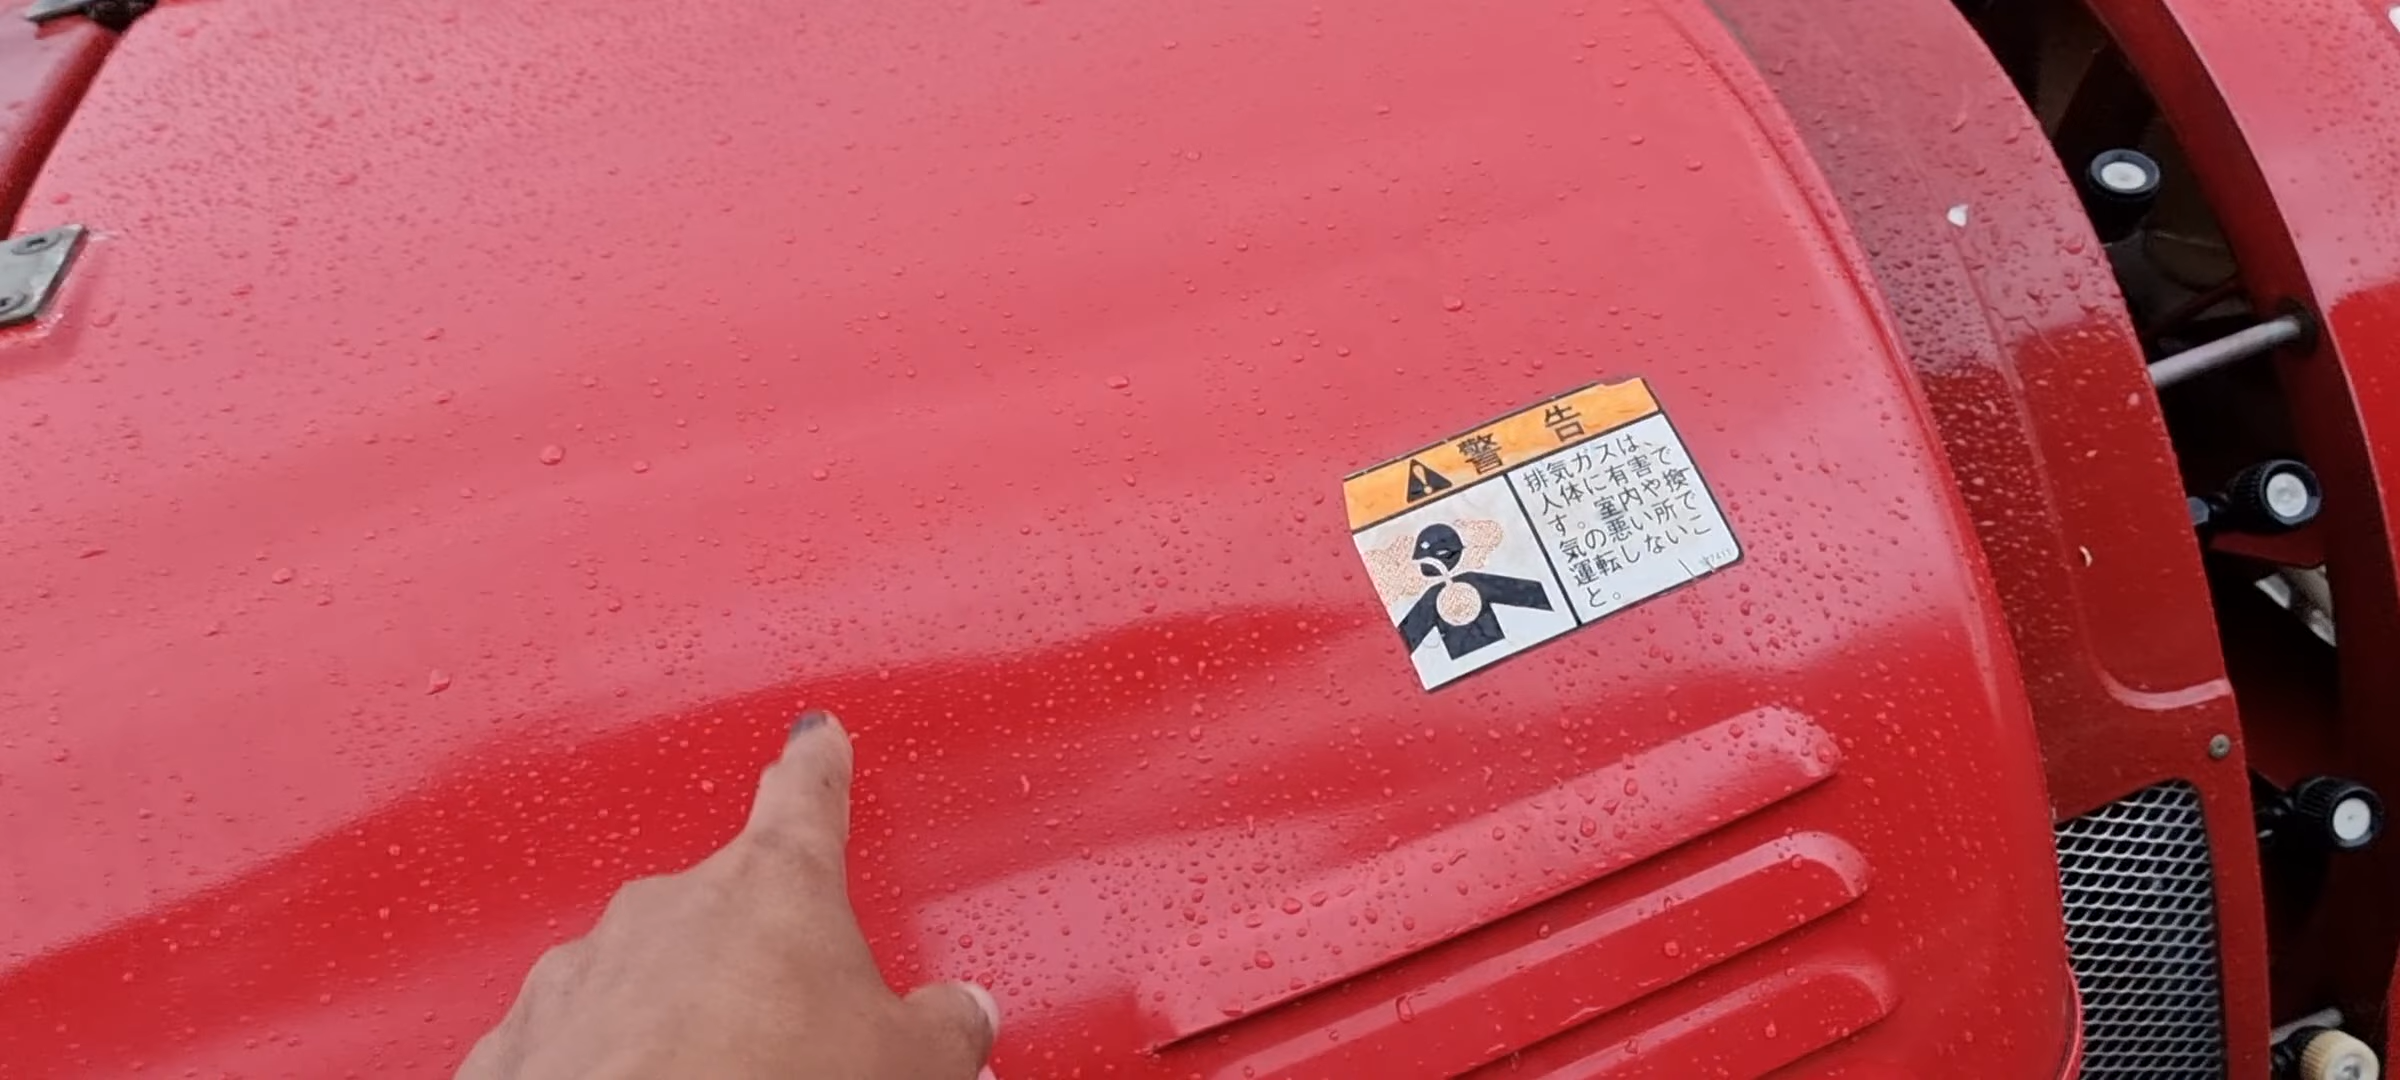 警告
排気ガスは、
人体に有害で
す。室内や換
気の悪い所で
運転しないこ
と。